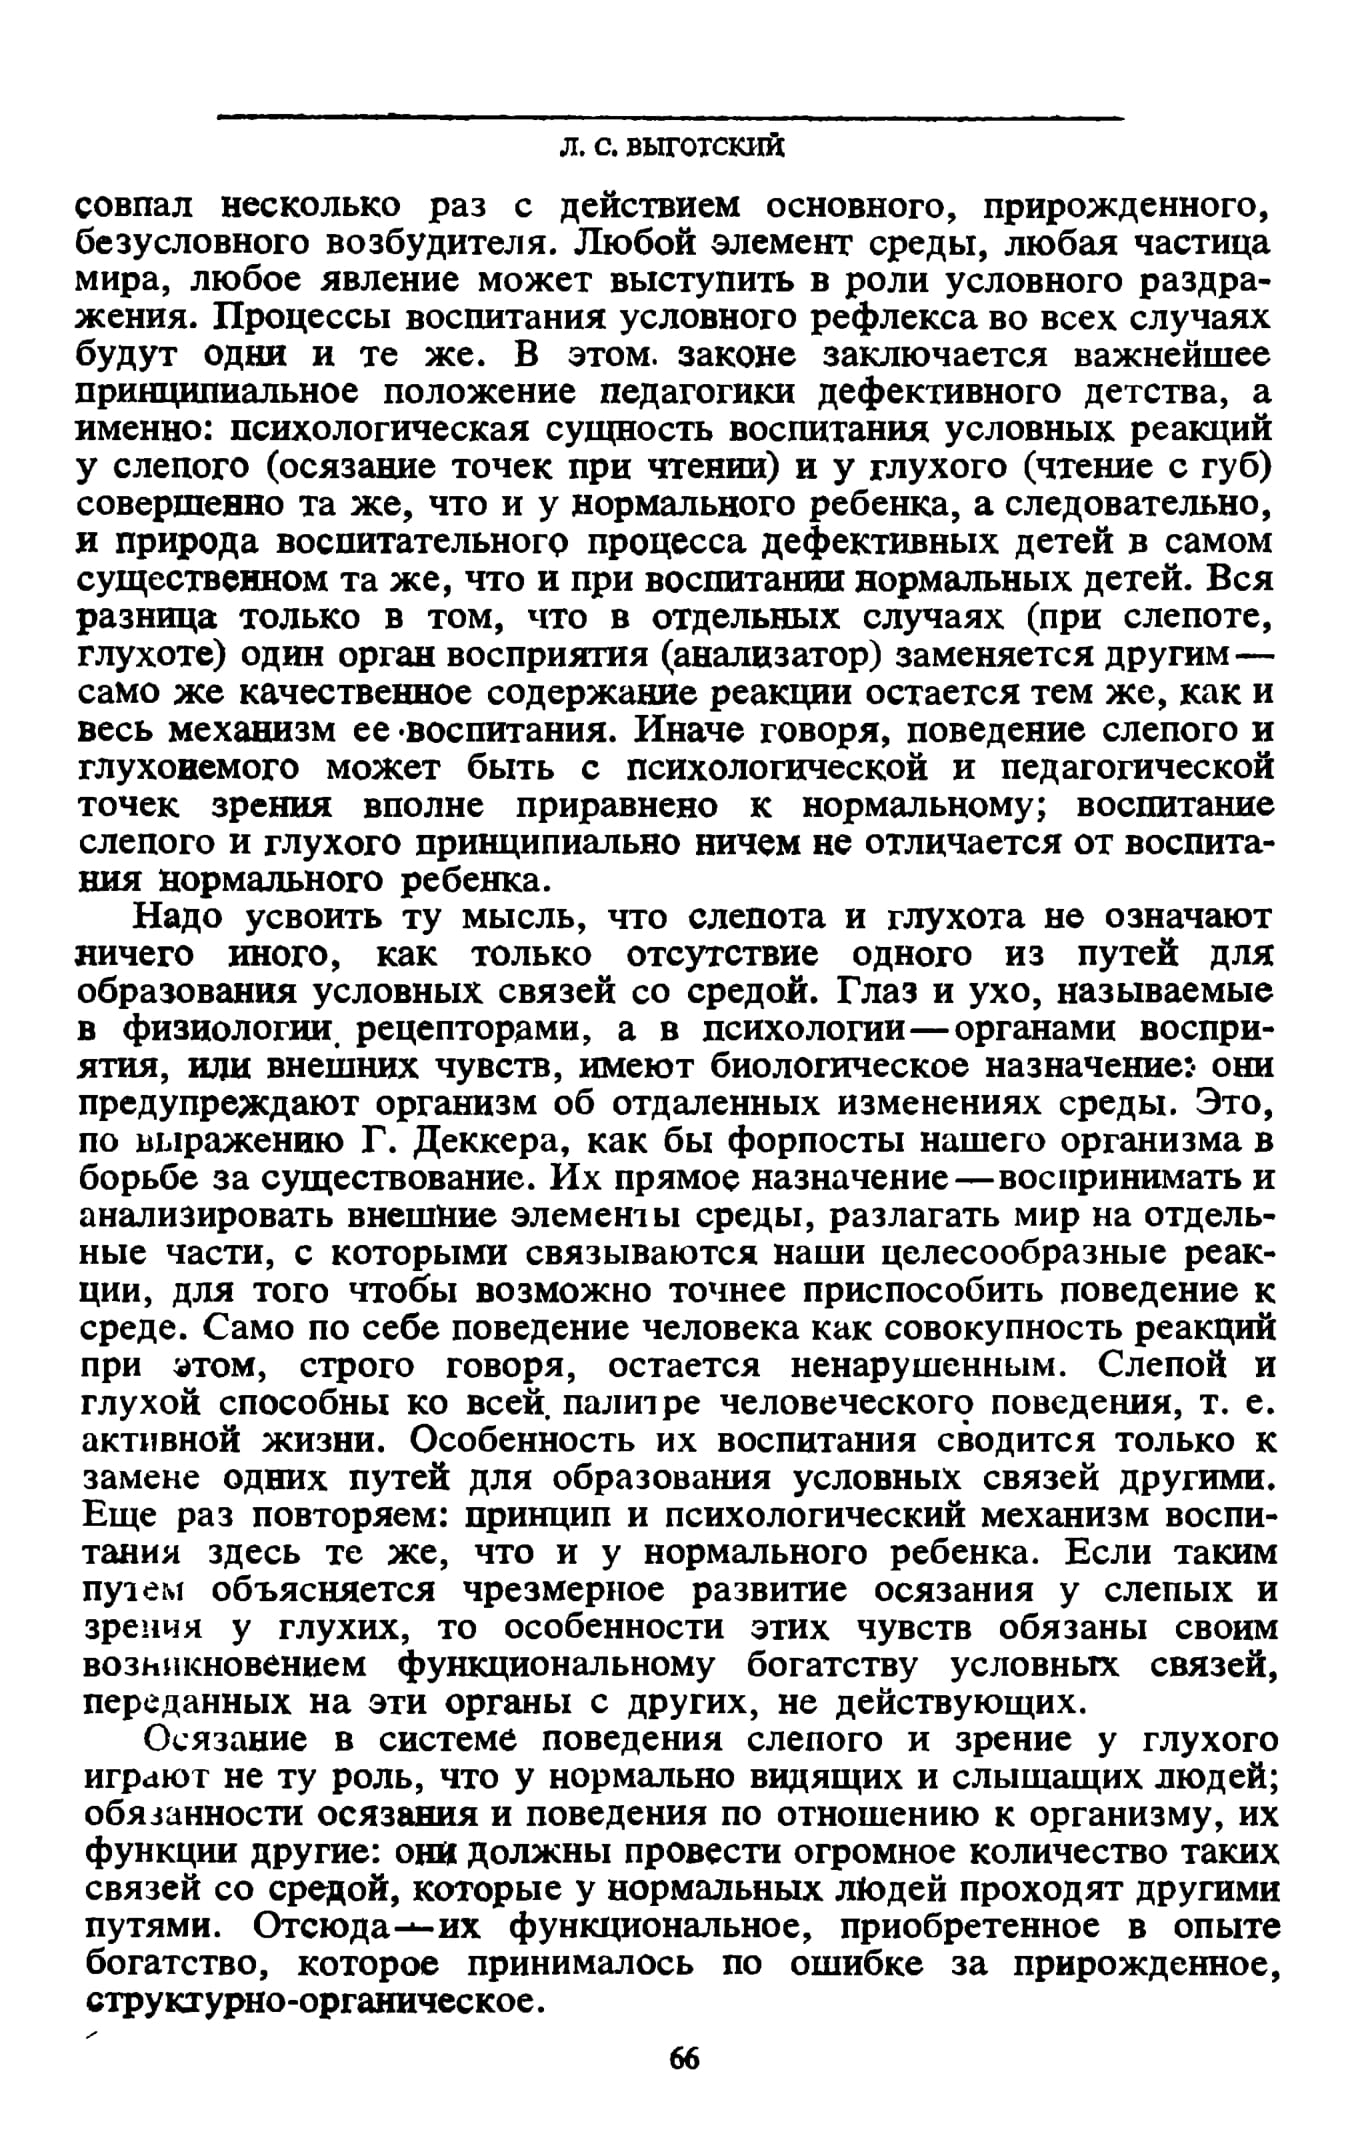 Л. С. ВЫГОТСКИЙ
совпал несколько раз с действием основного, прирожденного,
безусловного возбудителя. Любой элемент среды, любая частица
мира, любое явление может выступить в роли условного раздра-
жения. Процессы воспитания условного рефлекса во всех случаях
будут одни и те же. В этом законе заключается важнейшее
принципиальное положение педагогики дефективного детства, а
именно: психологическая сущность воспитания условных реакций
у слепого (осязание точек при чтении) и у глухого (чтение с губ)
совершенно та же, что и у нормального ребенка, а следовательно,
и природа воспитательного процесса дефективных детей в самом
существенном та же, что и при воспитании нормальных детей. Вся
разница только в том, что в отдельных случаях (при слепоте,
глухоте) один орган восприятия (анализатор) заменяется другим —
само же качественное содержание реакции остается тем же, как и
весь механизм ее воспитания. Иначе говоря, поведение слепого и
глухонемого может быть с психологической и педагогической
точек зрения вполне приравнено к нормальному; воспитание
слепого и глухого принципиально ничем не отличается от воспита-
ния нормального ребенка.
Надо усвоить ту мысль, что слепота и глухота не означают
ничего иного, как только отсутствие одного из путей для
образования условных связей со средой. Глаз и ухо, называемые
в физиологии рецепторами, а в психологии — органами воспри-
ятия, или внешних чувств, имеют биологическое назначение: они
предупреждают организм об отдаленных изменениях среды. Это,
по выражению Г. Деккера, как бы форпосты нашего организма в
борьбе за существование. Их прямое назначение — воспринимать и
анализировать внешние элементы среды, разлагать мир на отдель-
ные части, с которыми связываются наши целесообразные реак-
ции, для того чтобы возможно точнее приспособить поведение к
среде. Само по себе поведение человека как совокупность реакций
при этом, строго говоря, остается ненарушенным. Слепой и
глухой способны ко всей палитре человеческого поведения, т. е.
активной жизни. Особенность их воспитания сводится только к
замене одних путей для образования условных связей другими.
Еще раз повторяем: принцип и психологический механизм воспи-
тания здесь те же, что и у нормального ребенка. Если таким
путем объясняется чрезмерное развитие осязания у слепых и
зрения у глухих, то особенности этих чувств обязаны своим
возникновением функциональному богатству условных связей,
переданных на эти органы с других, не действующих.
Осязание в системе поведения слепого и зрение у глухого
играют не ту роль, что у нормально видящих и слышащих людей;
обязанности осязания и поведения по отношению к организму, их
функции другие: они должны провести огромное количество таких
связей со средой, которые у нормальных людей проходят другими
путями. Отсюда — их функциональное, приобретенное в опыте
богатство, которое принималось по ошибке за прирожденное,
структурно-органическое.
66